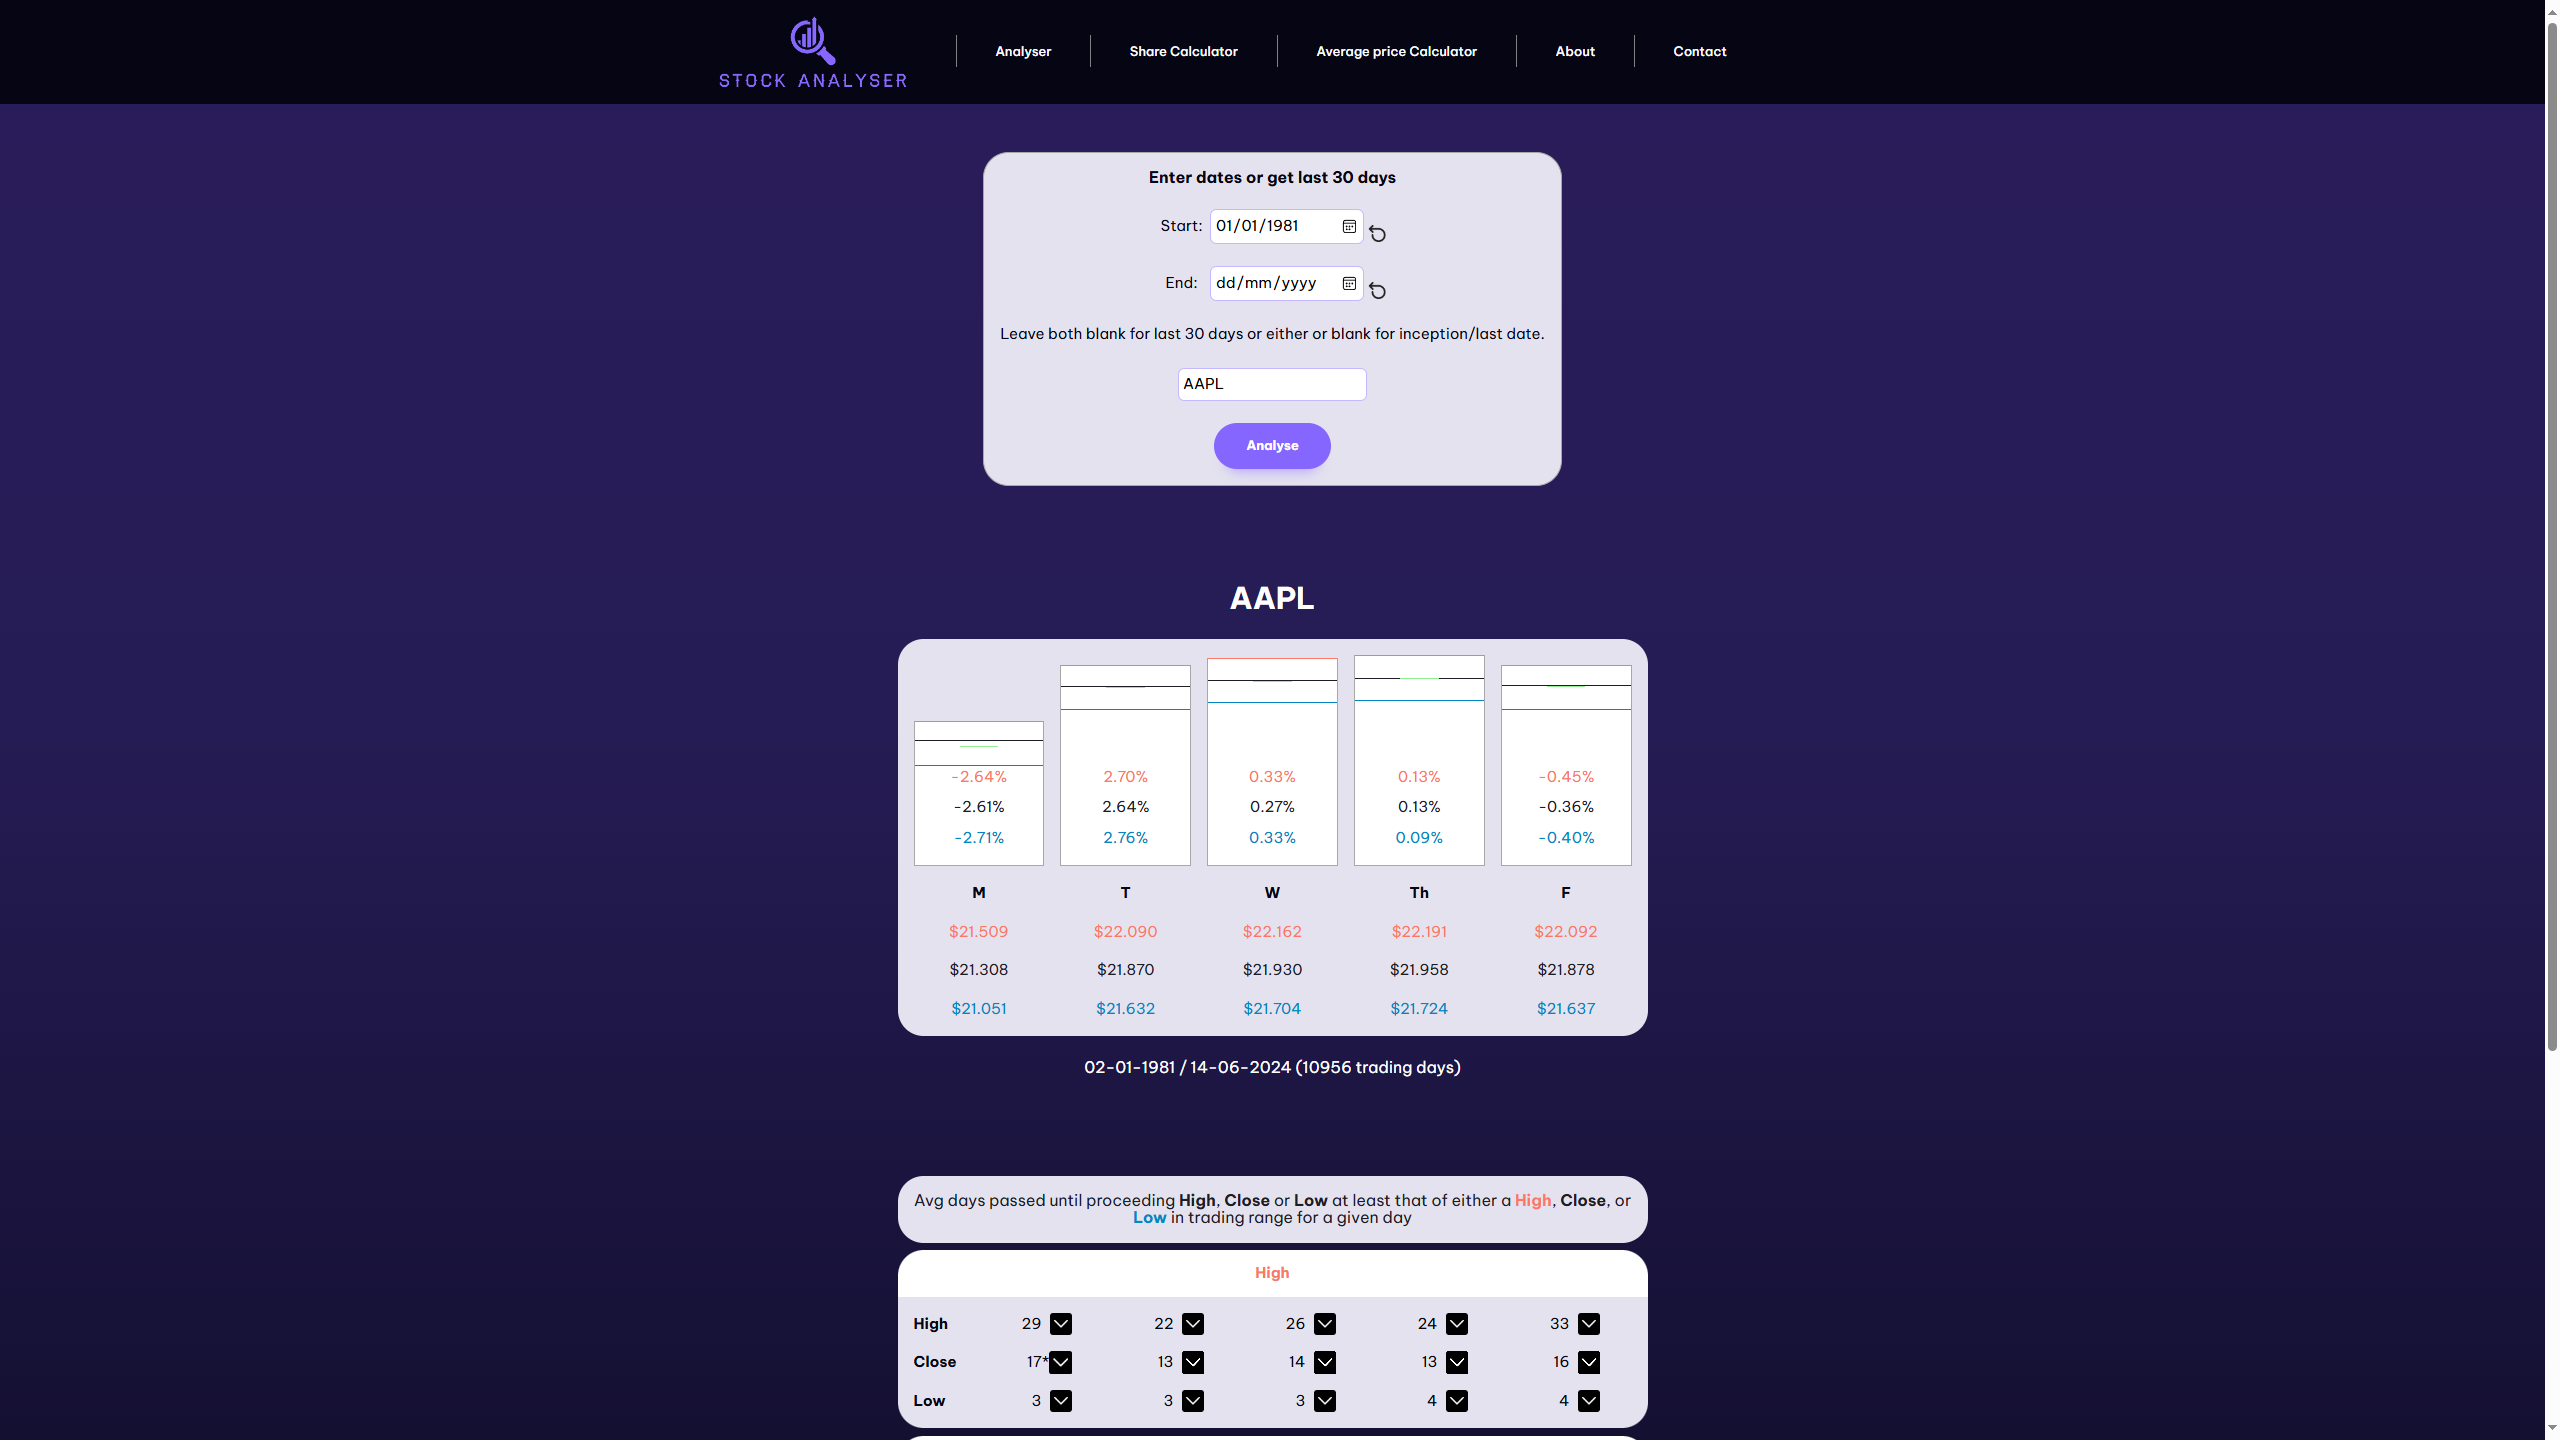 STOCK ANALYSER
Analyser
Share Calculator
Average price Calculator
About
Contact
Enter dates or get last 30 days
Start: 01/01/1981
End: dd/mm/yyyy
Leave both blank for last 30 days or either or blank for inception/last date.
AAPL
Analyse
AAPL
-2.64% 2.70% 0.33% 0.13% -0.45%
-2.61% 2.64% 0.27% 0.13% -0.36%
-2.71% 2.76% 0.33% 0.09% -0.40%
M T W Th F
$21.509 $22.090 $22.162 $22.191 $22.092
$21.308 $21.870 $21.930 $21.958 $21.878
$21.051 $21.632 $21.704 $21.724 $21.637
02-01-1981 / 14-06-2024 (10956 trading days)
Avg days passed until proceeding High, Close or Low at least that of either a High, Close, or
Low in trading range for a given day
High
High 29 22 26 24 33
Close 17* 13 14 13 16
Low 3 3 3 4 4